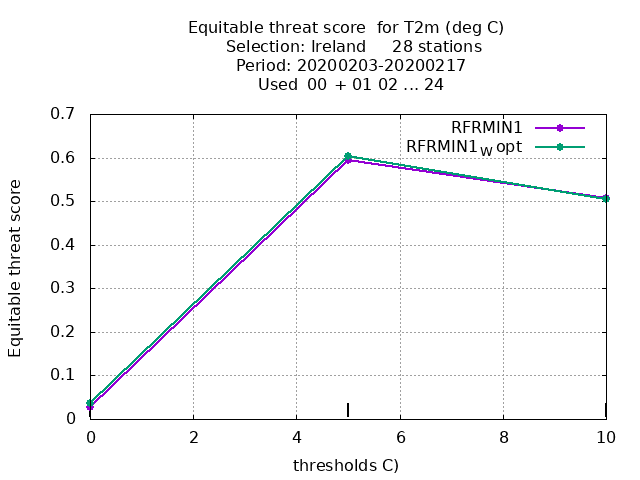 Equitable threat score  for T2m (deg C)
Selection: Ireland     28 stations
Period: 20200203-20200217
Used  00 + 01 02 ... 24
RFRMIN1
RFRMIN1W opt
Equitable threat score
0.7
0.6
0.5
0.4
0.3
0.2
0.1
0
0 2 4 6 8 10
thresholds C)